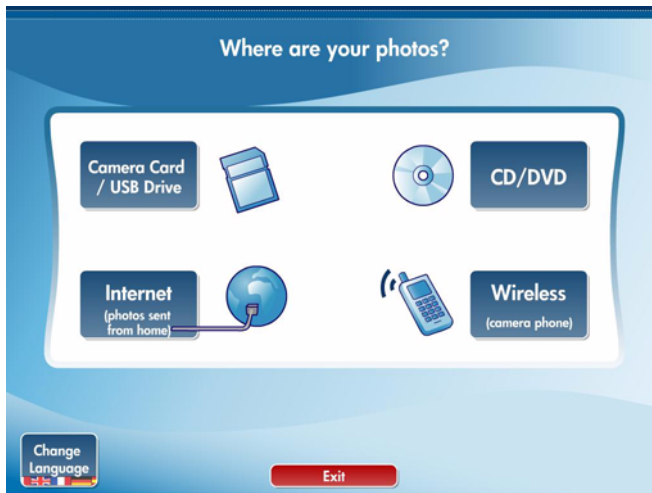 Where are your photos?
Camera Card
/ USB Drive
CD/DVD
Internet
(photos sent
from home)
Wireless
(camera phone)
Change
Language
Exit